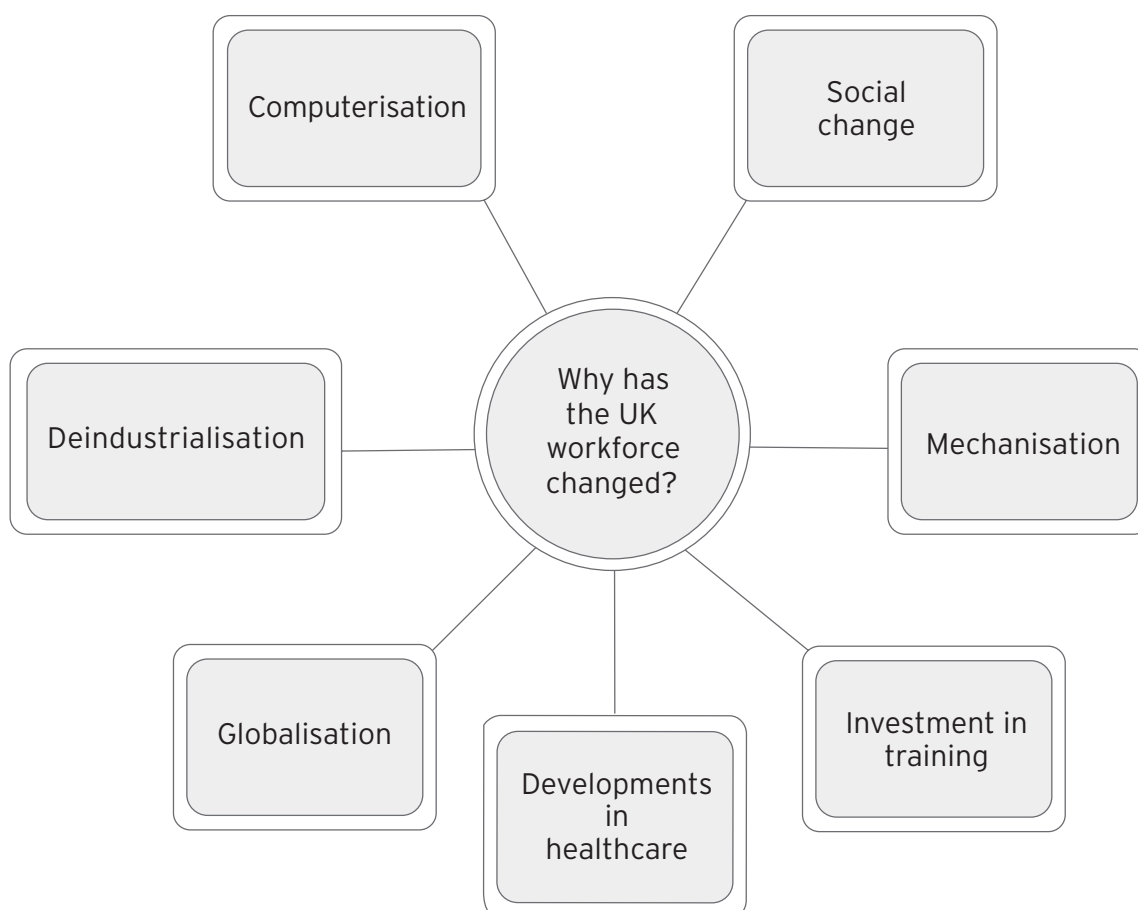 Computerisation
Social
change
Why has
the UK
workforce
changed?
Deindustrialisation
Mechanisation
Globalisation
Developments
in
healthcare
Investment in
training